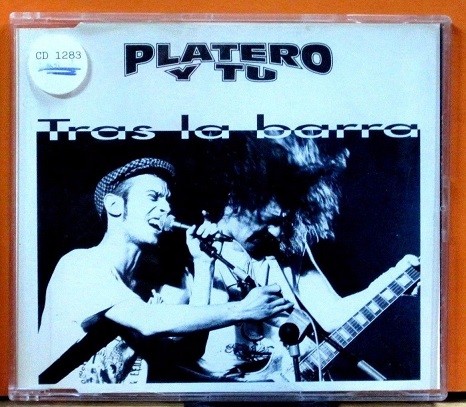 CD 1283
PLATERO
Y TU
Tras la barra